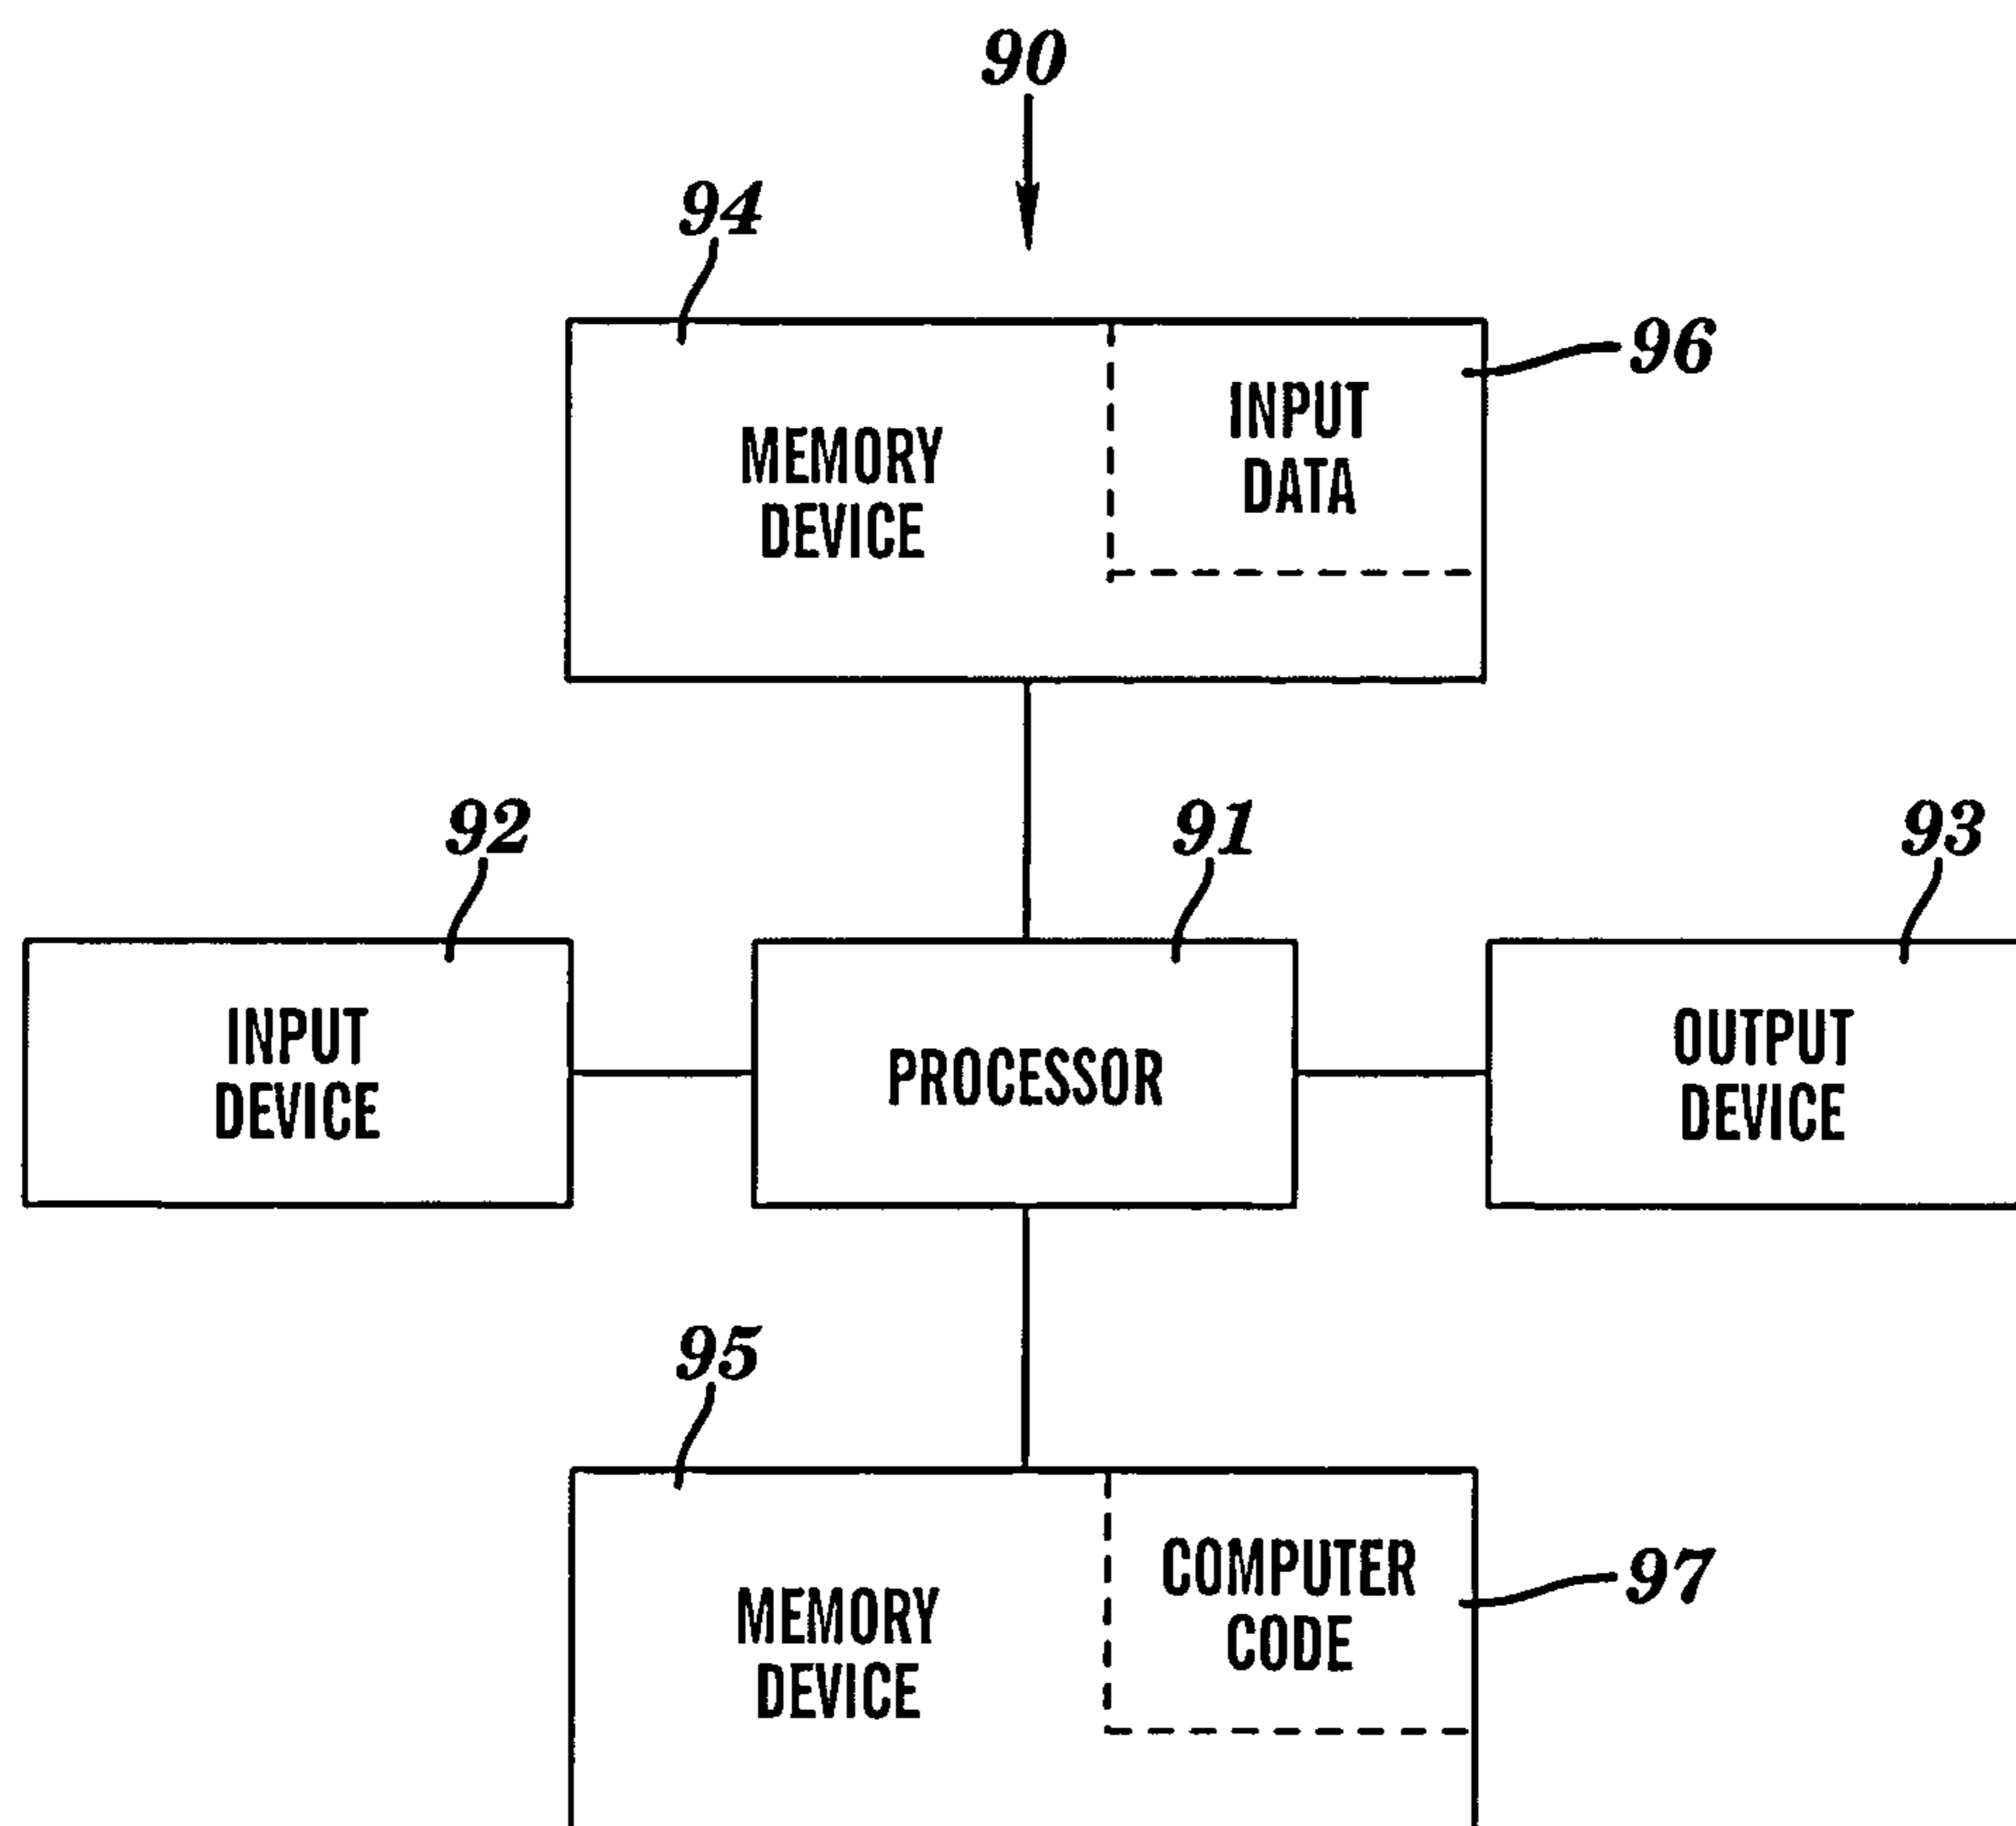 90
94
96
MEMORY
DEVICE
INPUT
DATA
92
91
93
INPUT
DEVICE
PROCESSOR
OUTPUT
DEVICE
95
97
MEMORY
DEVICE
COMPUTER
CODE